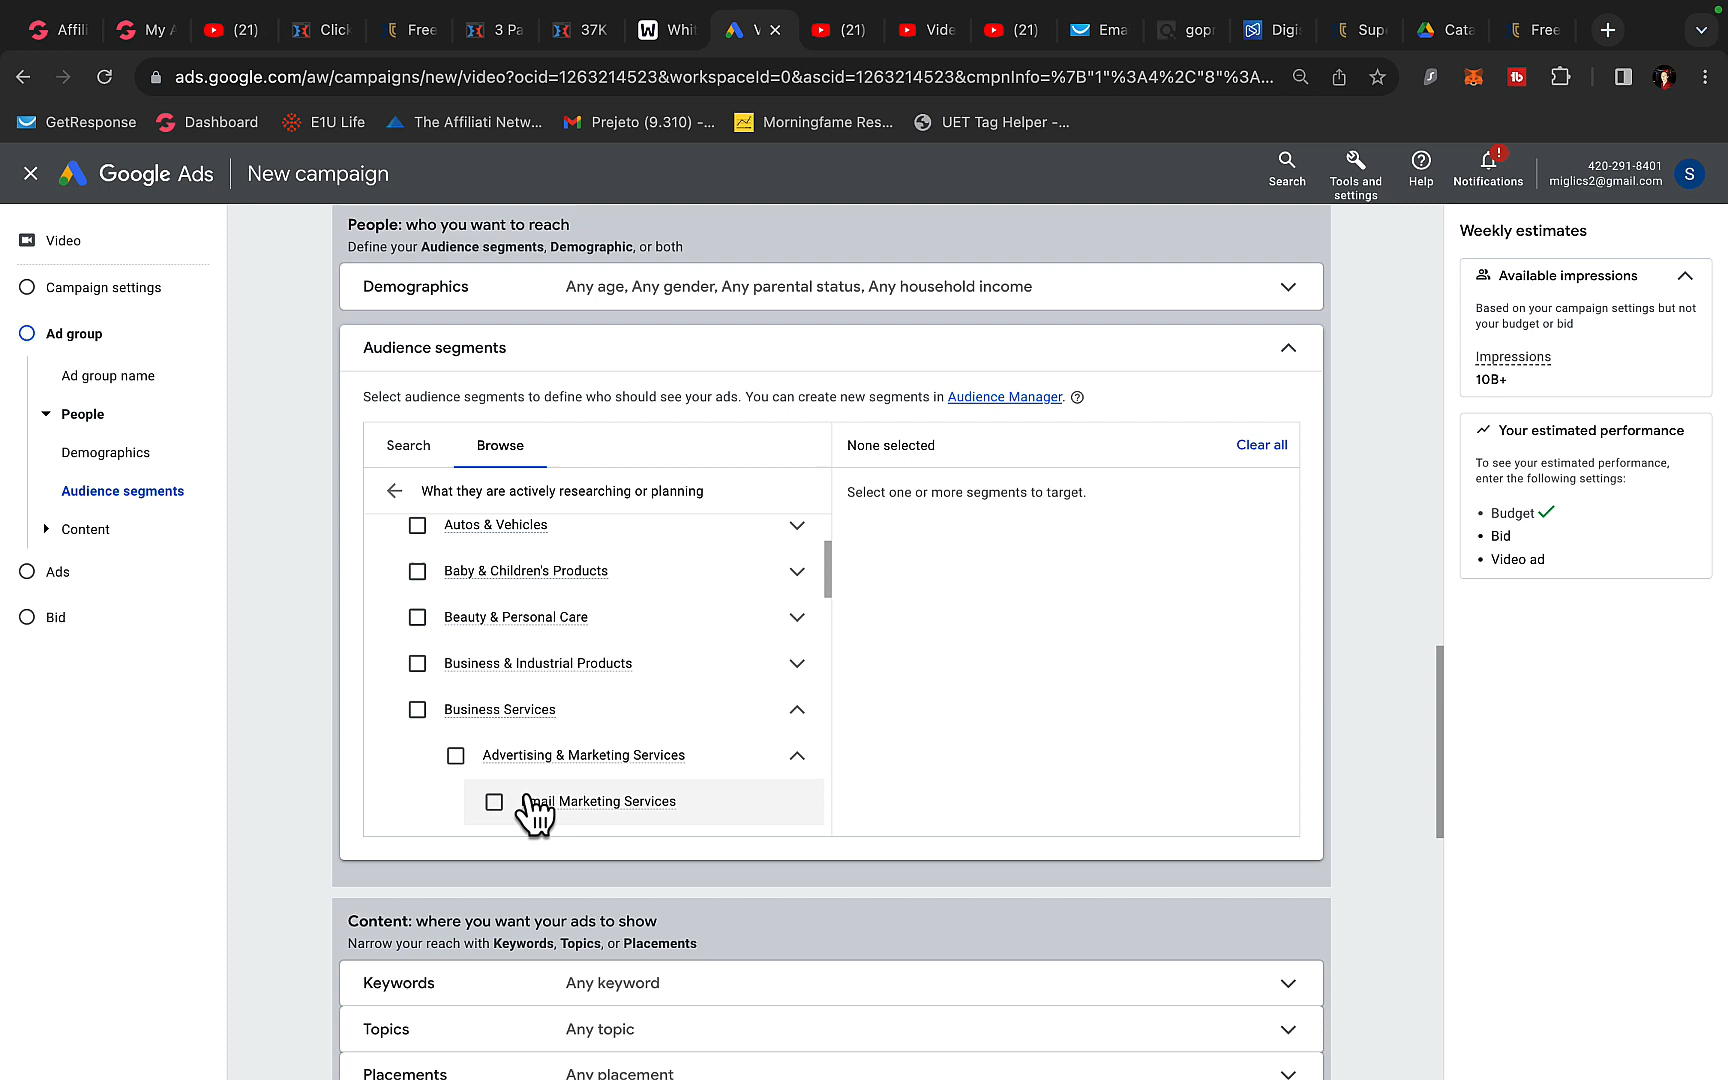 Affili
My A
(21)
Click
Free
3 Pa
37K
Whit
V
(21)
Vide
(21)
Ema
gopr
Digis
Sup
Cata
Free
ads.google.com/aw/campaigns/new/video?ocid=1263214523&workspaceId=0&ascid=1263214523&cmpnInfo=%7B"1"%3A4%2C"8"%3A...
GetResponse
Dashboard
E1U Life
The Affiliati Netw...
Prejeto (9.310) -...
Morningfame Res...
UET Tag Helper -...
Google Ads
New campaign
Search
Tools and settings
Help
Notifications
420-291-8401
miglics2@gmail.com
S
Video
Campaign settings
Ad group
Ad group name
People
Demographics
Audience segments
Content
Ads
Bid
People: who you want to reach
Define your Audience segments, Demographic, or both
Demographics
Any age, Any gender, Any parental status, Any household income
Audience segments
Select audience segments to define who should see your ads. You can create new segments in Audience Manager.
Search
Browse
None selected
Clear all
What they are actively researching or planning
Select one or more segments to target.
Autos & Vehicles
Baby & Children's Products
Beauty & Personal Care
Business & Industrial Products
Business Services
Advertising & Marketing Services
Email Marketing Services
Content: where you want your ads to show
Narrow your reach with Keywords, Topics, or Placements
Keywords
Any keyword
Topics
Any topic
Placements
Any placement
Weekly estimates
Available impressions
Based on your campaign settings but not
your budget or bid
Impressions
10B+
Your estimated performance
To see your estimated performance,
enter the following settings:
• Budget
• Bid
• Video ad